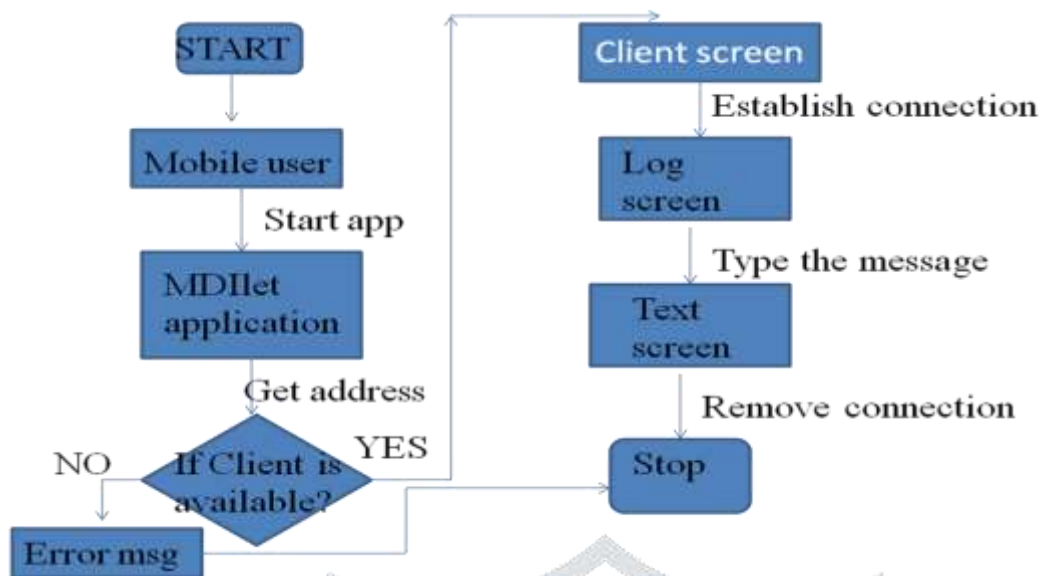 START
Mobile user
Start app
MDIlet
application
Get address
If Client is
available?
NO
YES
Error msg
Client screen
Establish connection
Log
screen
Type the message
Text
screen
Remove connection
Stop